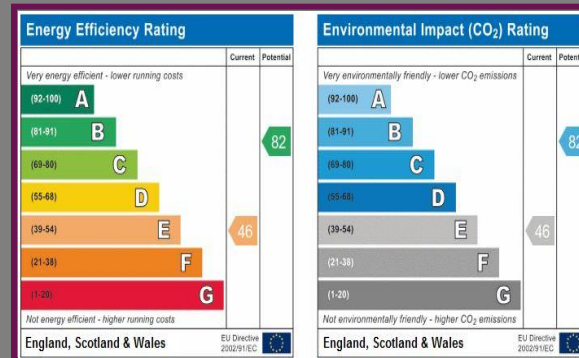 Energy Efficiency Rating
Current Potential
Very energy efficient - lower running costs
(92-100) A
(81-91) B
82
(69-80) C
(55-68) D
(39-54) E
46
(21-38) F
(1-20) G
Not energy efficient - higher running costs
England, Scotland & Wales
EU Directive
2002/91/EC
Environmental Impact (CO₂) Rating
Current Potential
Very environmentally friendly - lower CO₂ emissions
(92-100) A
(81-91) B
82
(69-80) C
(55-68) D
(39-54) E
46
(21-38) F
(1-20) G
Not environmentally friendly - higher CO₂ emissions
England, Scotland & Wales
EU Directive
2002/91/EC